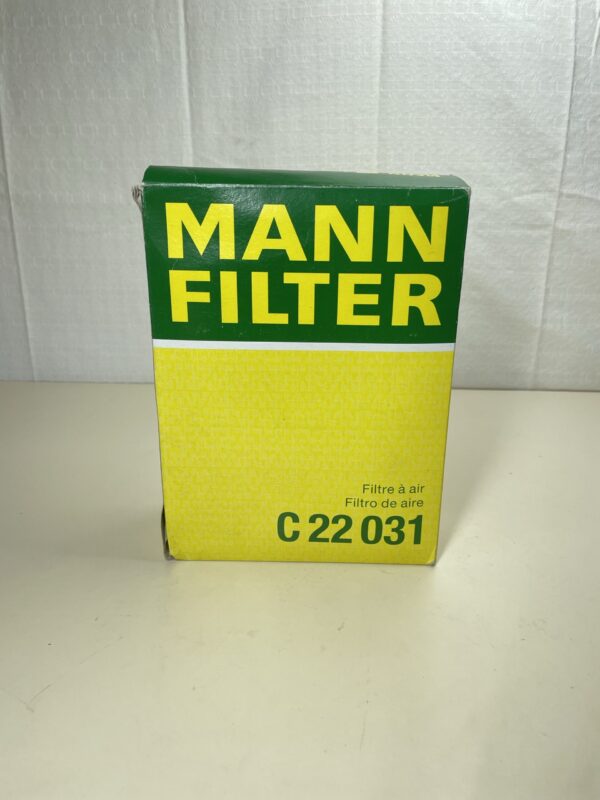 MANN
FILTER
Filtre à air
Filtro de aire
C 22 031